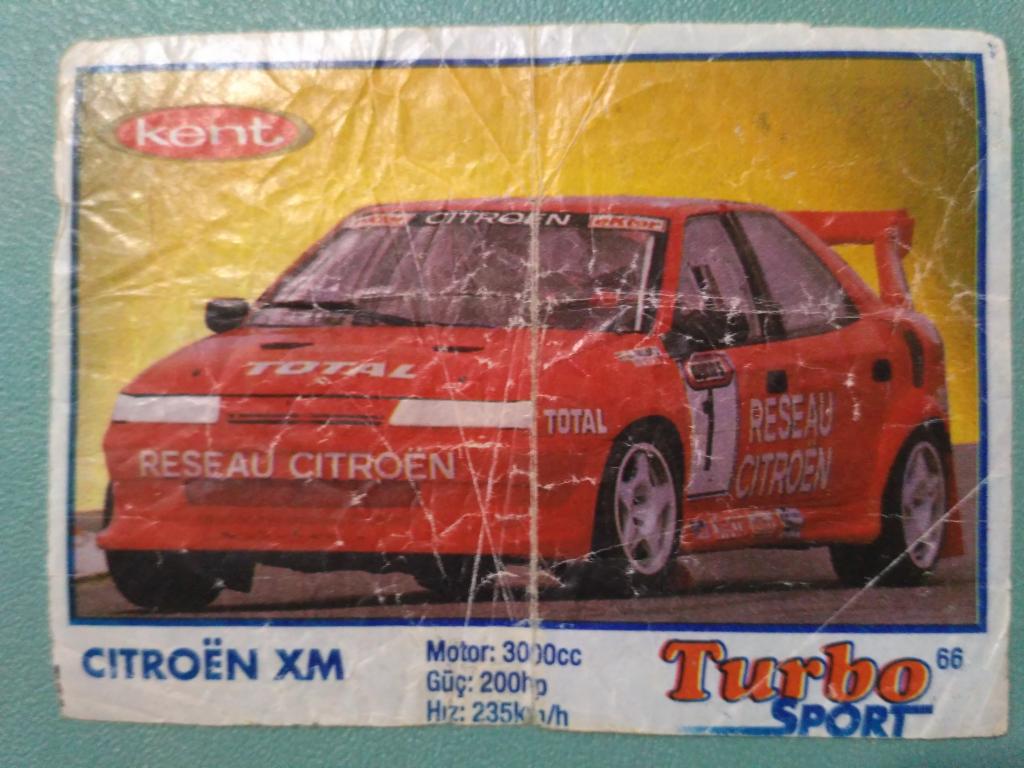 kent
CITROËN
TOTAL
TOTAL
RESEAU CITROËN
1
RESEAU
CITROËN
CITROËN XM
Motor: 3000cc
Güç: 200hp
Hız: 235km/h
Turbo 66
SPORT